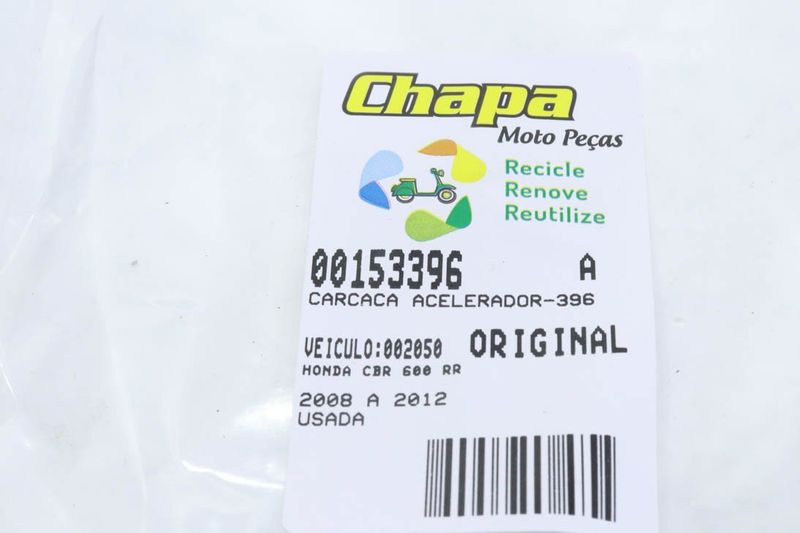 Chapa
Moto Peças
Recicle
Renove
Reutilize
00153396 A
CARCACA ACELERADOR-396
VEICULO:002050 ORIGINAL
HONDA CBR 600 RR
2008 A 2012
USADA